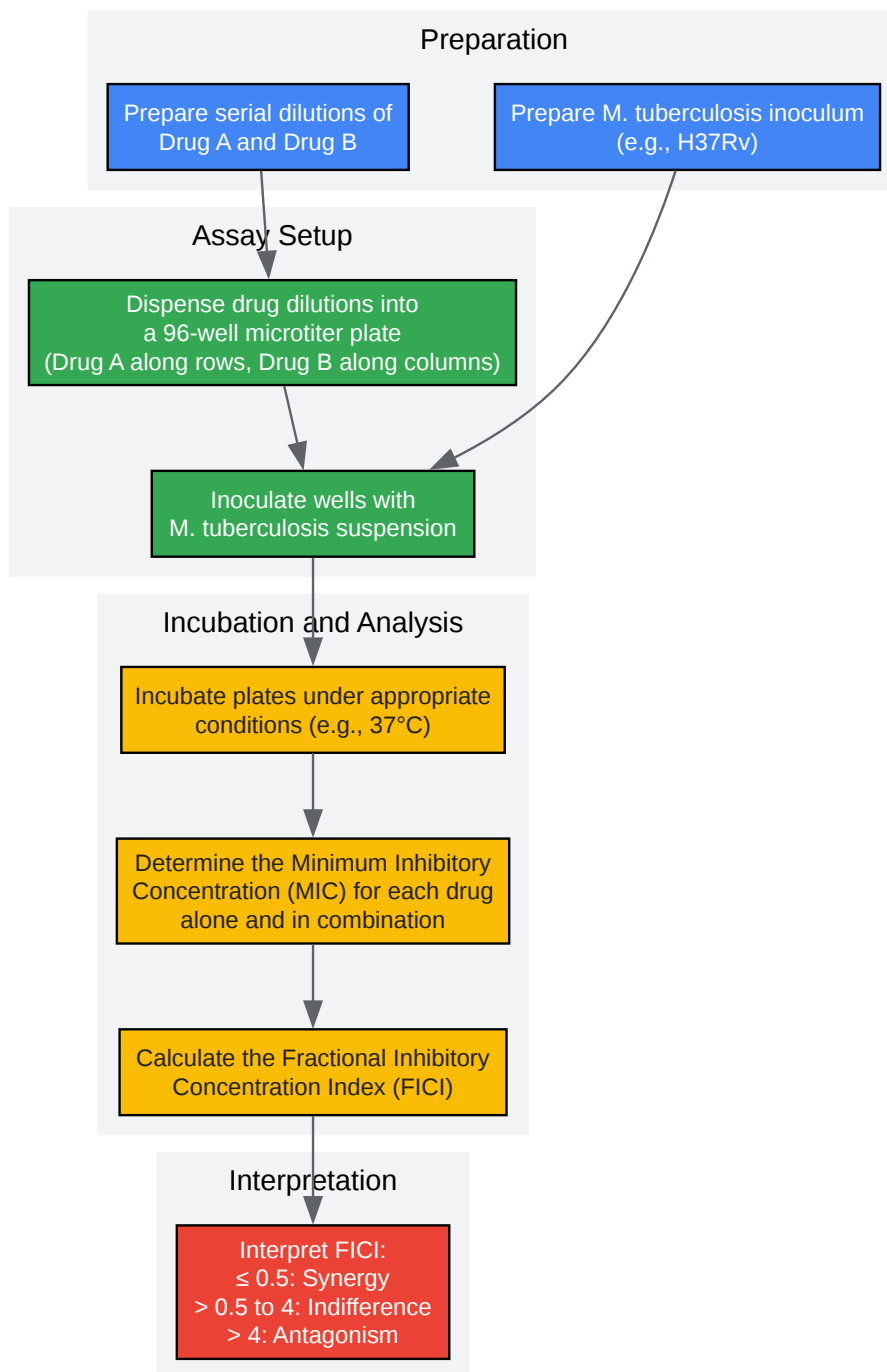 Preparation
Prepare serial dilutions of
Drug A and Drug B
Prepare M. tuberculosis inoculum
(e.g., H37Rv)
Assay Setup
Dispense drug dilutions into
a 96-well microtiter plate
(Drug A along rows, Drug B along columns)
Inoculate wells with
M. tuberculosis suspension
Incubation and Analysis
Incubate plates under appropriate
conditions (e.g., 37°C)
Determine the Minimum Inhibitory
Concentration (MIC) for each drug
alone and in combination
Calculate the Fractional Inhibitory
Concentration Index (FICI)
Interpretation
Interpret FICI:
≤ 0.5: Synergy
> 0.5 to 4: Indifference
> 4: Antagonism